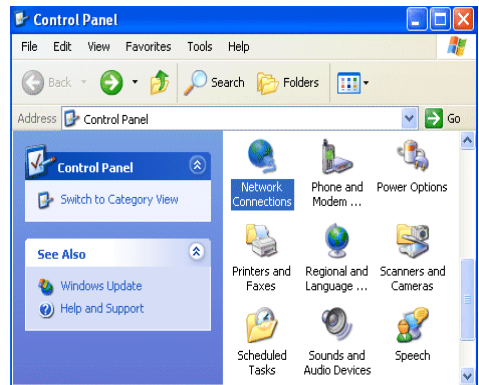 Control Panel
File Edit View Favorites Tools Help
Back Search Folders
Address Control Panel Go
Control Panel
Switch to Category View
See Also
Windows Update
Help and Support
Network Connections
Phone and Modem ...
Power Options
Printers and Faxes
Regional and Language ...
Scanners and Cameras
Scheduled Tasks
Sounds and Audio Devices
Speech